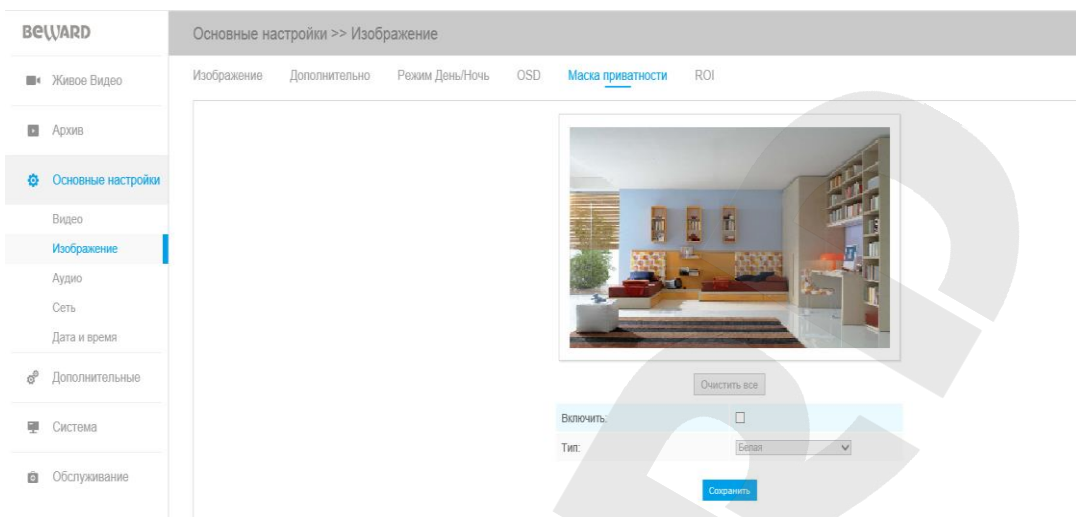 BEWARD
Основные настройки >> Изображение
Живое Видео
Архив
Основные настройки
Видео
Изображение
Аудио
Сеть
Дата и время
Дополнительные
Система
Обслуживание
Изображение Дополнительно Режим День/Ночь OSD Маска приватности ROI
Очистить все
Включить:
Тип: Белая
Сохранить